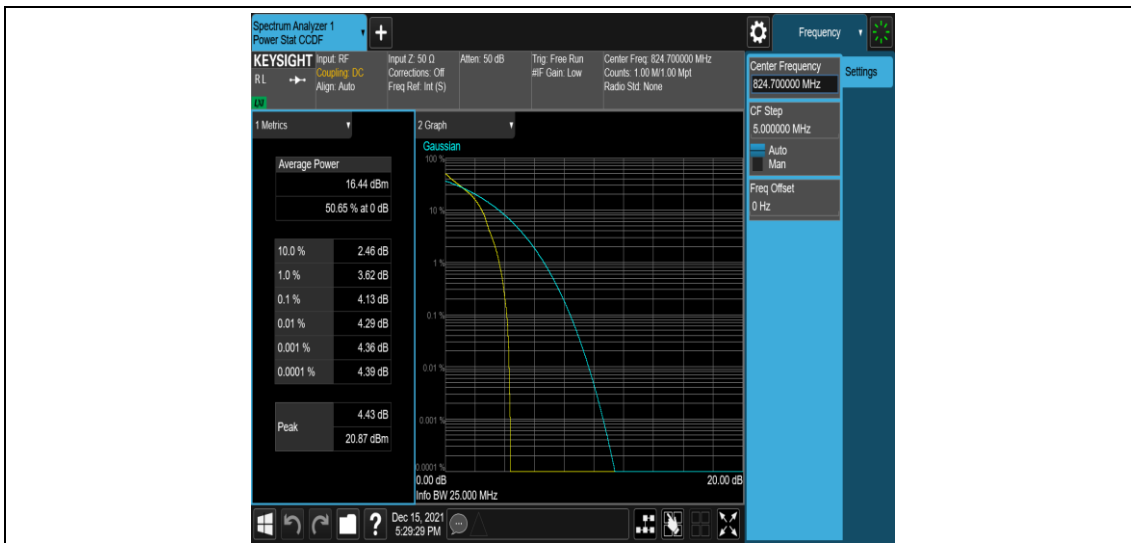 Spectrum Analyzer 1
Power Stat CCDF
+
Frequency
KEYSIGHT
RL
LNI
Input: RF
Coupling: DC
Align: Auto
Input Z: 50 Ω
Corrections: Off
Freq Ref: Int (S)
Atten: 50 dB
Trig: Free Run
#IF Gain: Low
Center Freq: 824.700000 MHz
Counts: 1.00 M/1.00 Mpt
Radio Std: None
Center Frequency
824.700000 MHz
Settings
CF Step
5.000000 MHz
Auto
Man
Freq Offset
0 Hz
1 Metrics
Average Power
16.44 dBm
50.65 % at 0 dB
10.0 % 2.46 dB
1.0 % 3.62 dB
0.1 % 4.13 dB
0.01 % 4.29 dB
0.001 % 4.36 dB
0.0001 % 4.39 dB
Peak
4.43 dB
20.87 dBm
2 Graph
Gaussian
100 %
10 %
1 %
0.1 %
0.01 %
0.001 %
0.0001 %
0.00 dB 20.00 dB
Info BW 25.000 MHz
?
Dec 15, 2021
5:29:29 PM